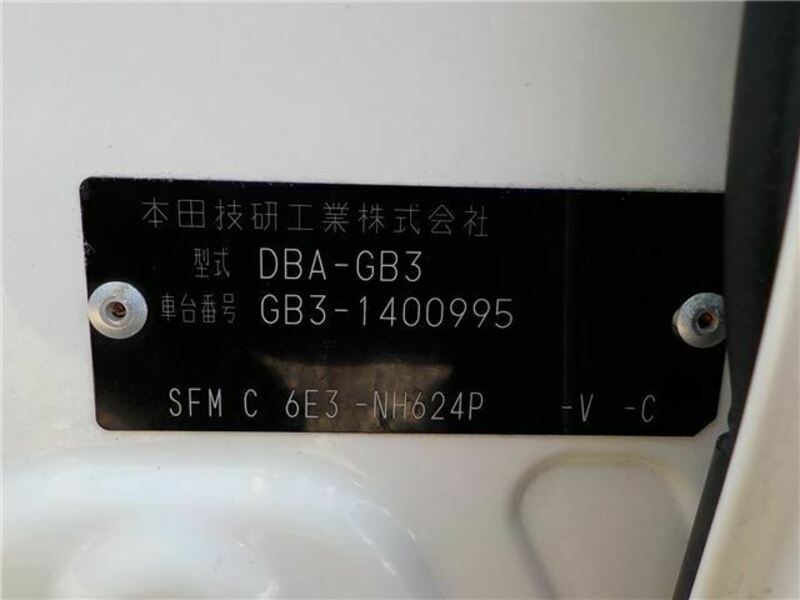 本田技研工業株式会社
型式 DBA-GB3
車台番号 GB3-1400995
SFM C 6E3 -NH624P -V -C